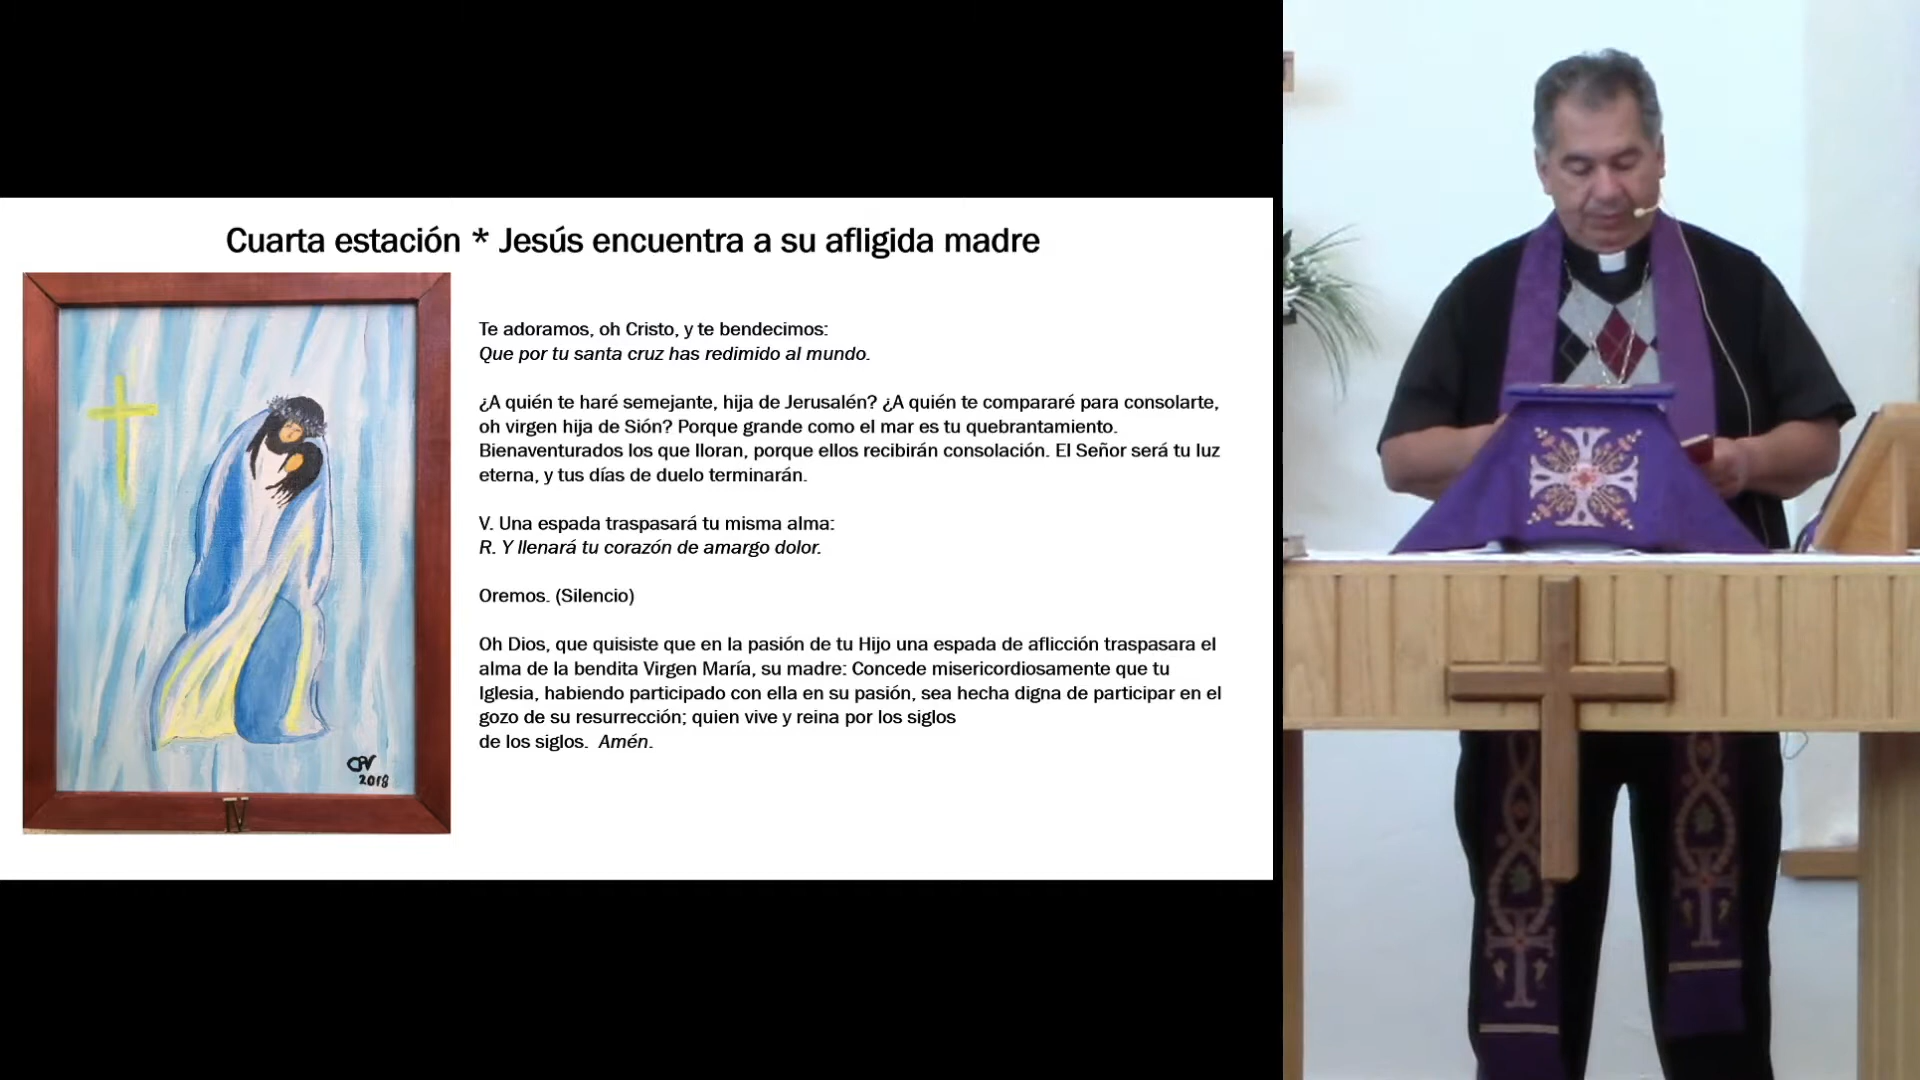 Cuarta estación * Jesús encuentra a su afligida madre
Te adoramos, oh Cristo, y te bendecimos:
Que por tu santa cruz has redimido al mundo.
¿A quién te haré semejante, hija de Jerusalén? ¿A quién te compararé para consolarte,
oh virgen hija de Sión? Porque grande como el mar es tu quebrantamiento.
Bienaventurados los que lloran, porque ellos recibirán consolación. El Señor será tu luz
eterna, y tus días de duelo terminarán.
V. Una espada traspasará tu misma alma:
R. Y llenará tu corazón de amargo dolor.
Oremos. (Silencio)
Oh Dios, que quisiste que en la pasión de tu Hijo una espada de aflicción traspasara el
alma de la bendita Virgen María, su madre: Concede misericordiosamente que tu
Iglesia, habiendo participado con ella en su pasión, sea hecha digna de participar en el
gozo de su resurrección; quien vive y reina por los siglos
de los siglos. Amén.
2018
IV